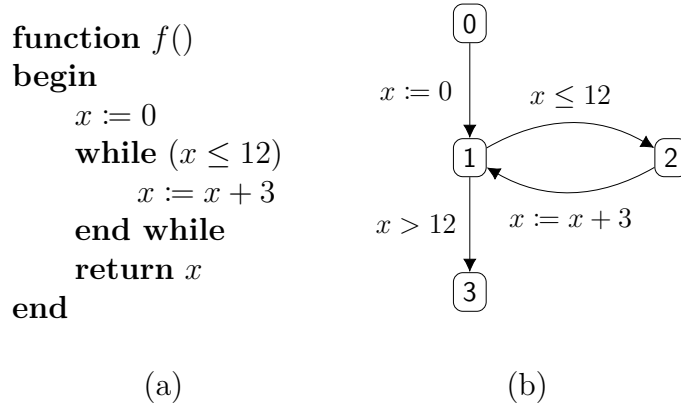 function f()
begin
x := 0
while (x ≤ 12)
x := x + 3
end while
return x
end
(a)
0
x := 0
x ≤ 12
1
2
x > 12
x := x + 3
3
(b)